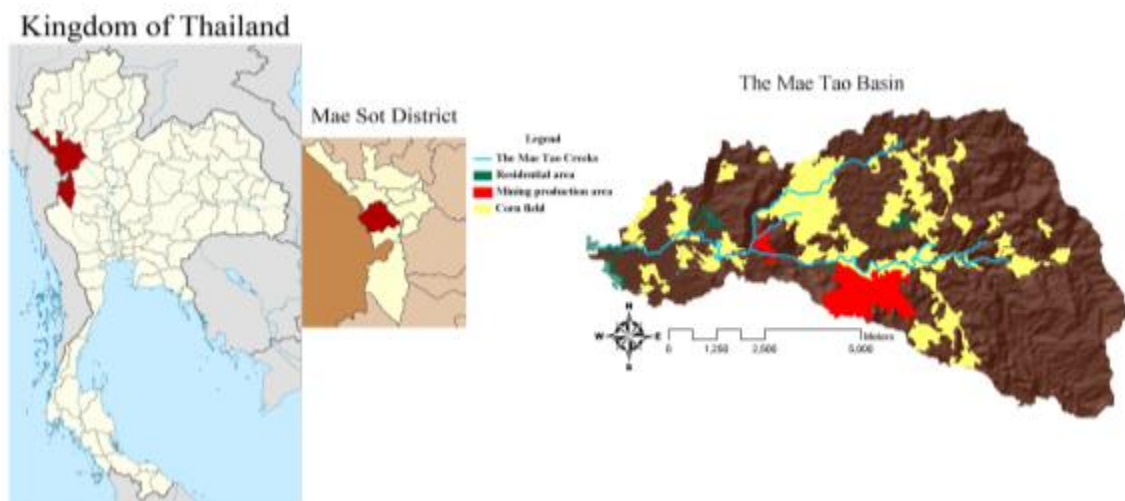 Kingdom of Thailand
Mae Sot District
The Mae Tao Basin
Legend
The Mae Tao Creeks
Residential area
Mining production area
Corn field
N
W E
S
Meters
0 1,250 2,500 5,000